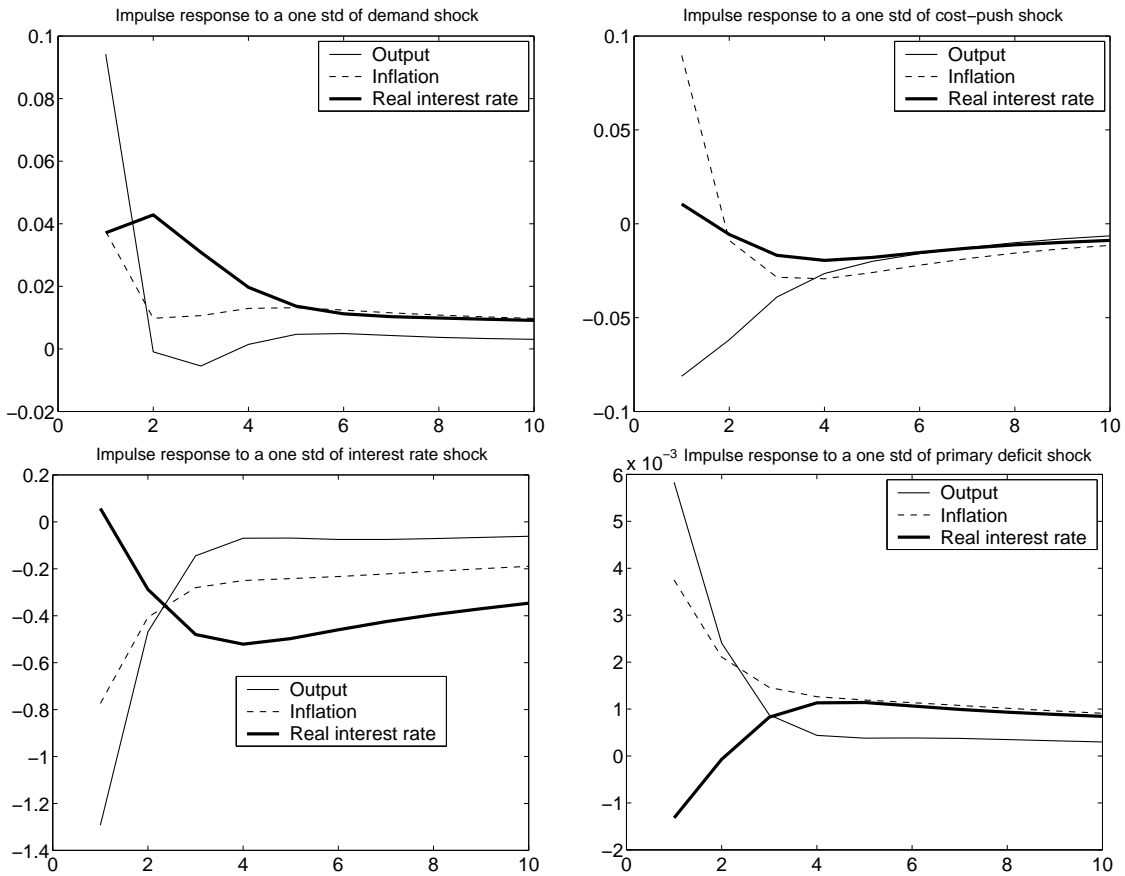 Impulse response to a one std of demand shock
0.1
0.08
0.06
0.04
0.02
0
−0.02
0 2 4 6 8 10
Output
Inflation
Real interest rate
Impulse response to a one std of cost−push shock
0.1
0.05
0
−0.05
−0.1
0 2 4 6 8 10
Output
Inflation
Real interest rate
Impulse response to a one std of interest rate shock
0.2
0
−0.2
−0.4
−0.6
−0.8
−1
−1.2
−1.4
0 2 4 6 8 10
Output
Inflation
Real interest rate
x 10−3
Impulse response to a one std of primary deficit shock
6
5
4
3
2
1
0
−1
−2
0 2 4 6 8 10
Output
Inflation
Real interest rate